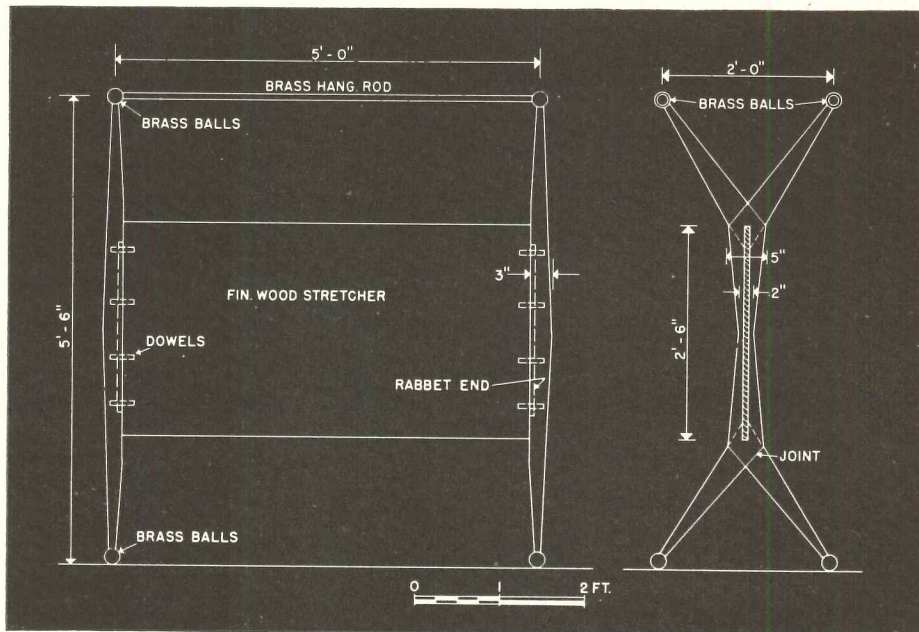 5'-0"
BRASS HANG. ROD
BRASS BALLS
5'-6"
3"
FIN. WOOD STRETCHER
DOWELS
RABBET END
BRASS BALLS
0 1 2 FT.
2'-0"
BRASS BALLS
5"
2"
2'-6"
JOINT